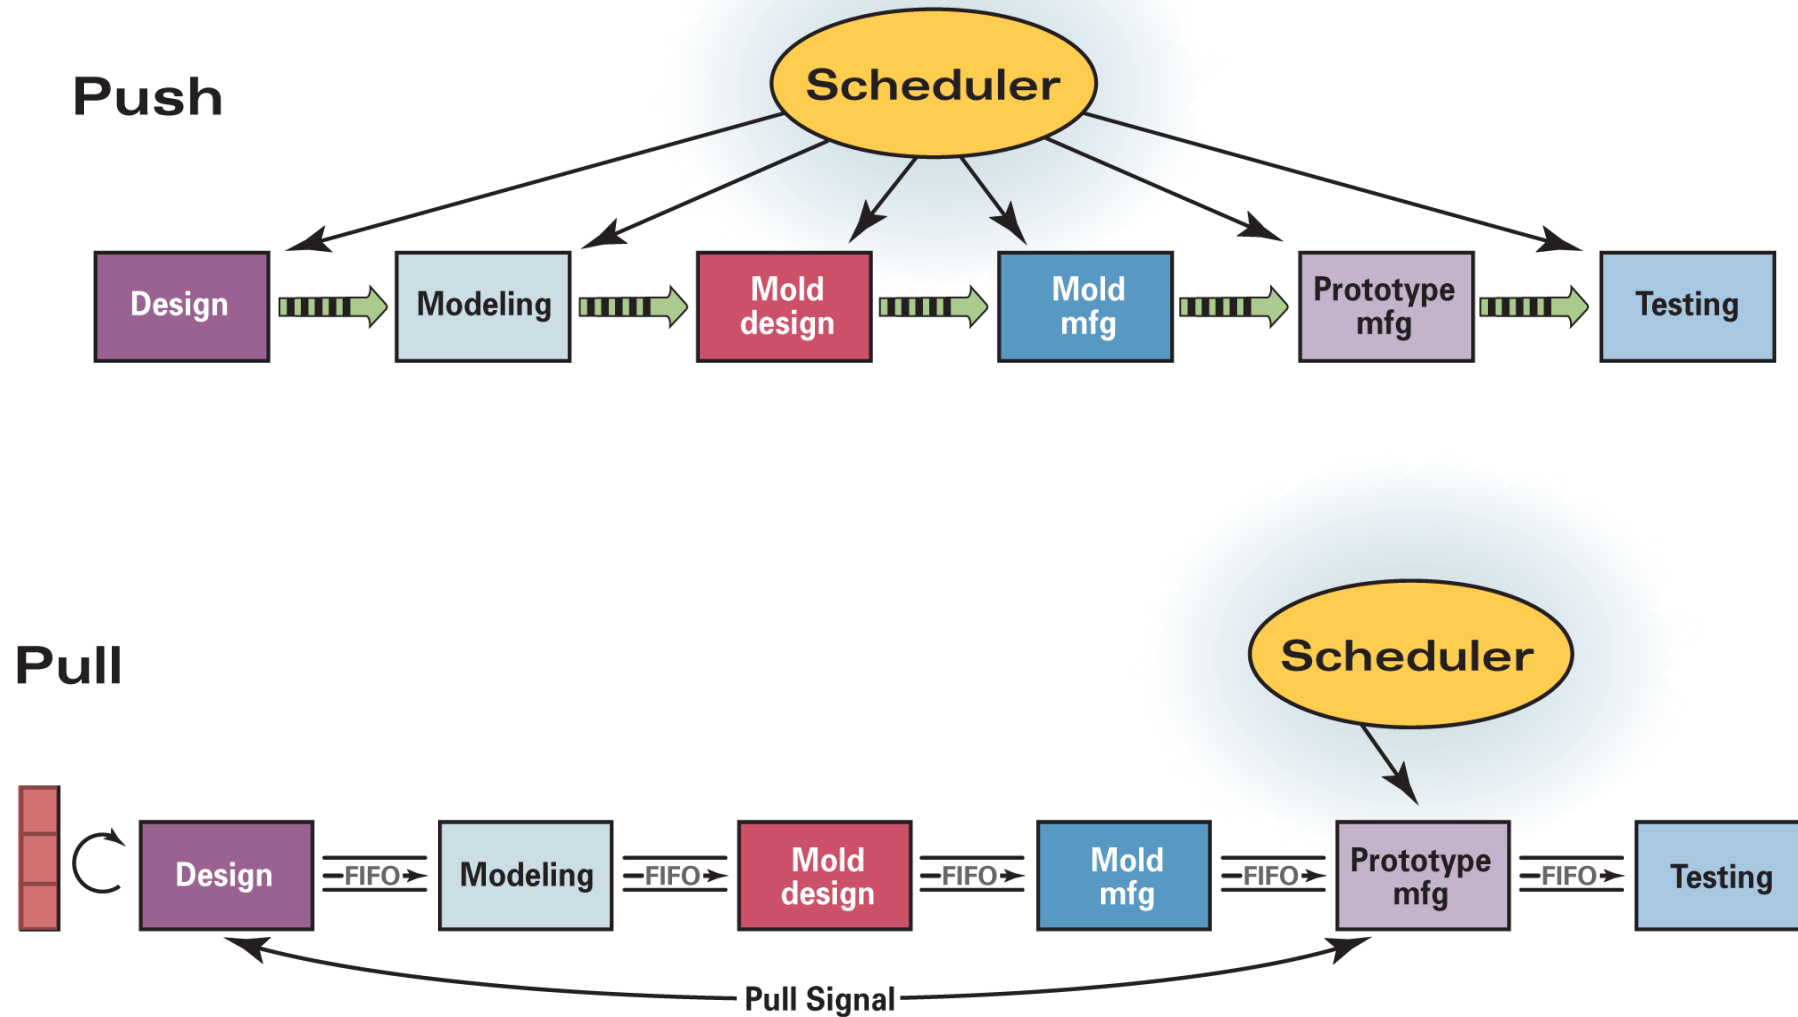 Push
Scheduler
Design
Modeling
Mold
design
Mold
mfg
Prototype
mfg
Testing
Pull
Scheduler
Design
FIFO
Modeling
FIFO
Mold
design
FIFO
Mold
mfg
FIFO
Prototype
mfg
FIFO
Testing
Pull Signal